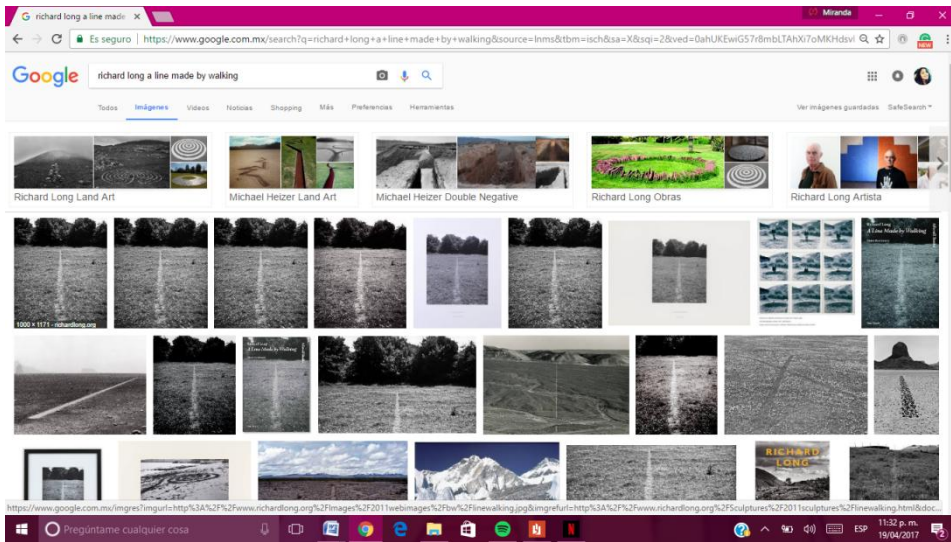 richard long a line made
Miranda
Es seguro | https://www.google.com.mx/search?q=richard+long+a+line+made+by+walking&source=lnms&tbm=isch&sa=X&sqi=2&ved=0ahUKEwiG57r8mbLTAhXi7oMKHdsvI
NEW
Google richard long a line made by walking
Todos Imágenes Videos Noticias Shopping Más Preferencias Herramientas Ver imágenes guardadas SafeSearch
Richard Long Land Art Michael Heizer Land Art Michael Heizer Double Negative Richard Long Obras Richard Long Artista
A Line Made by Walking
1000 × 1171 - richardlong.org
A Line Made by Walking
RICHARD
LONG
https://www.google.com.mx/imgres?imgurl=http%3A%2F%2Fwww.richardlong.org%2FImages%2F2011webimages%2Fbw%2Flinewalking.jpg&imgrefurl=http%3A%2F%2Fwww.richardlong.org%2FSculptures%2F2011sculptures%2Flinewalking.html&doc...
Pregúntame cualquier cosa
ESP
11:32 p. m.
19/04/2017